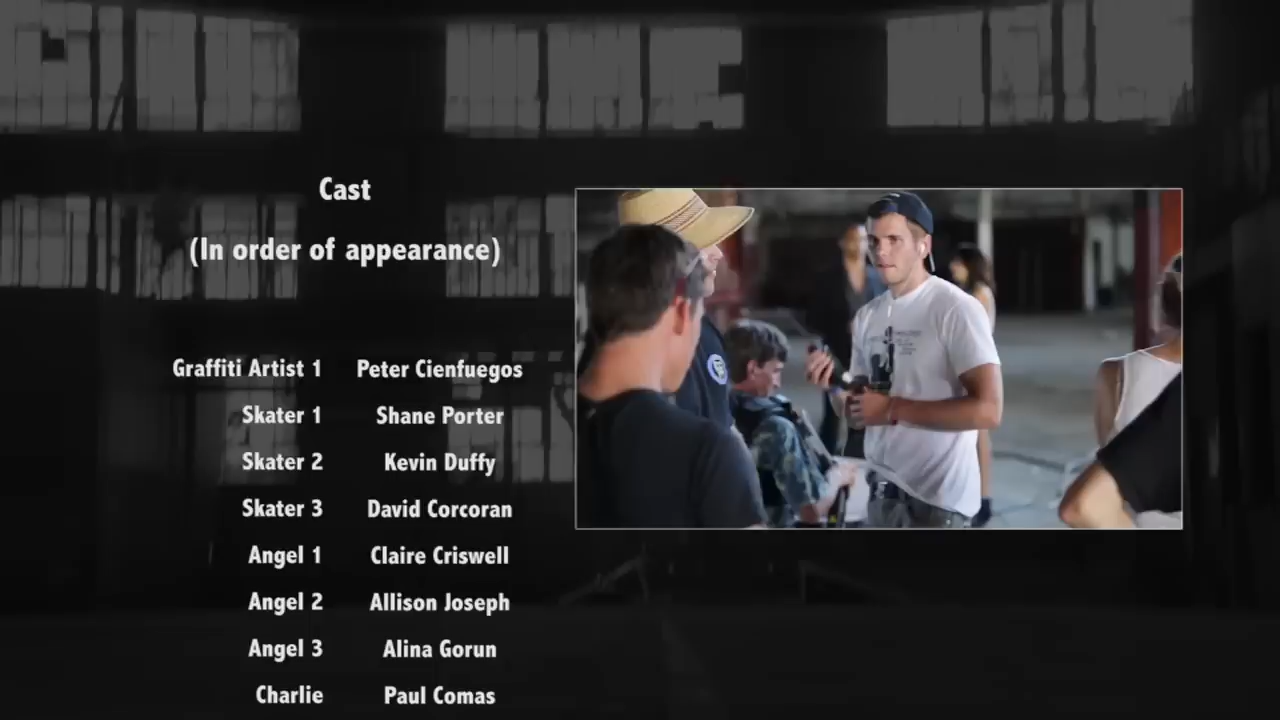 Cast
(In order of appearance)
Graffiti Artist 1 Peter Cienfuegos
Skater 1 Shane Porter
Skater 2 Kevin Duffy
Skater 3 David Corcoran
Angel 1 Claire Criswell
Angel 2 Allison Joseph
Angel 3 Alina Gorun
Charlie Paul Comas